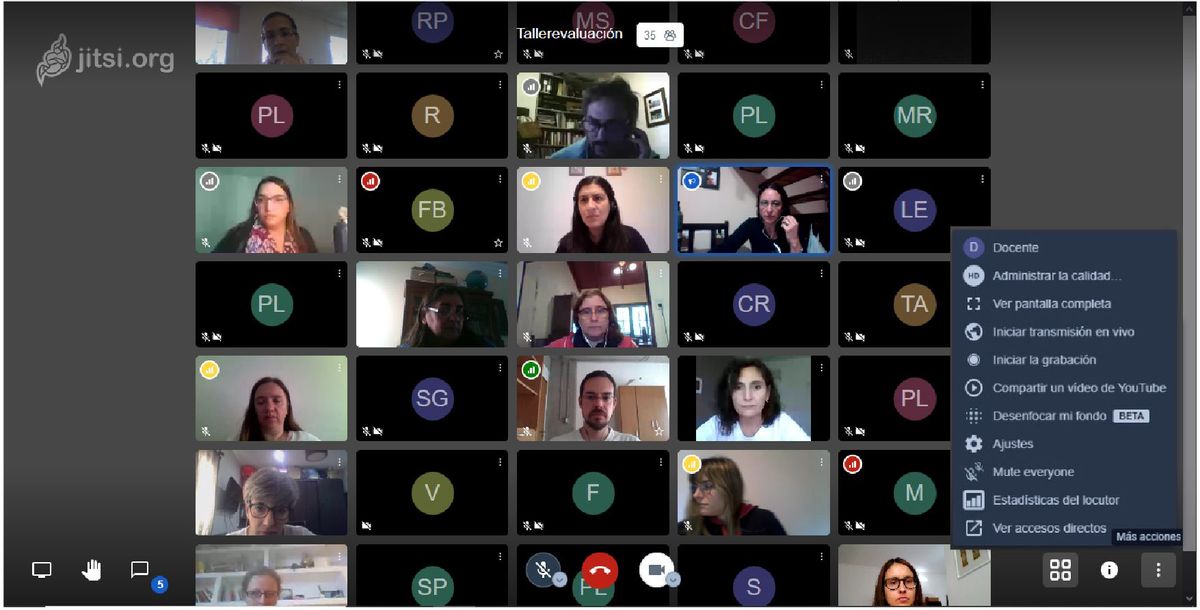 jitsi.org
RP
MS
CF
Tallerevaluación
35
PL
R
PL
MR
FB
LE
PL
CR
TA
SG
PL
V
F
M
SP
S
D Docente
HD Administrar la calidad...
Ver pantalla completa
Iniciar transmisión en vivo
Iniciar la grabación
Compartir un vídeo de YouTube
Desenfocar mi fondo BETA
Ajustes
Mute everyone
Estadísticas del locutor
Ver accesos directos
Más acciones
5